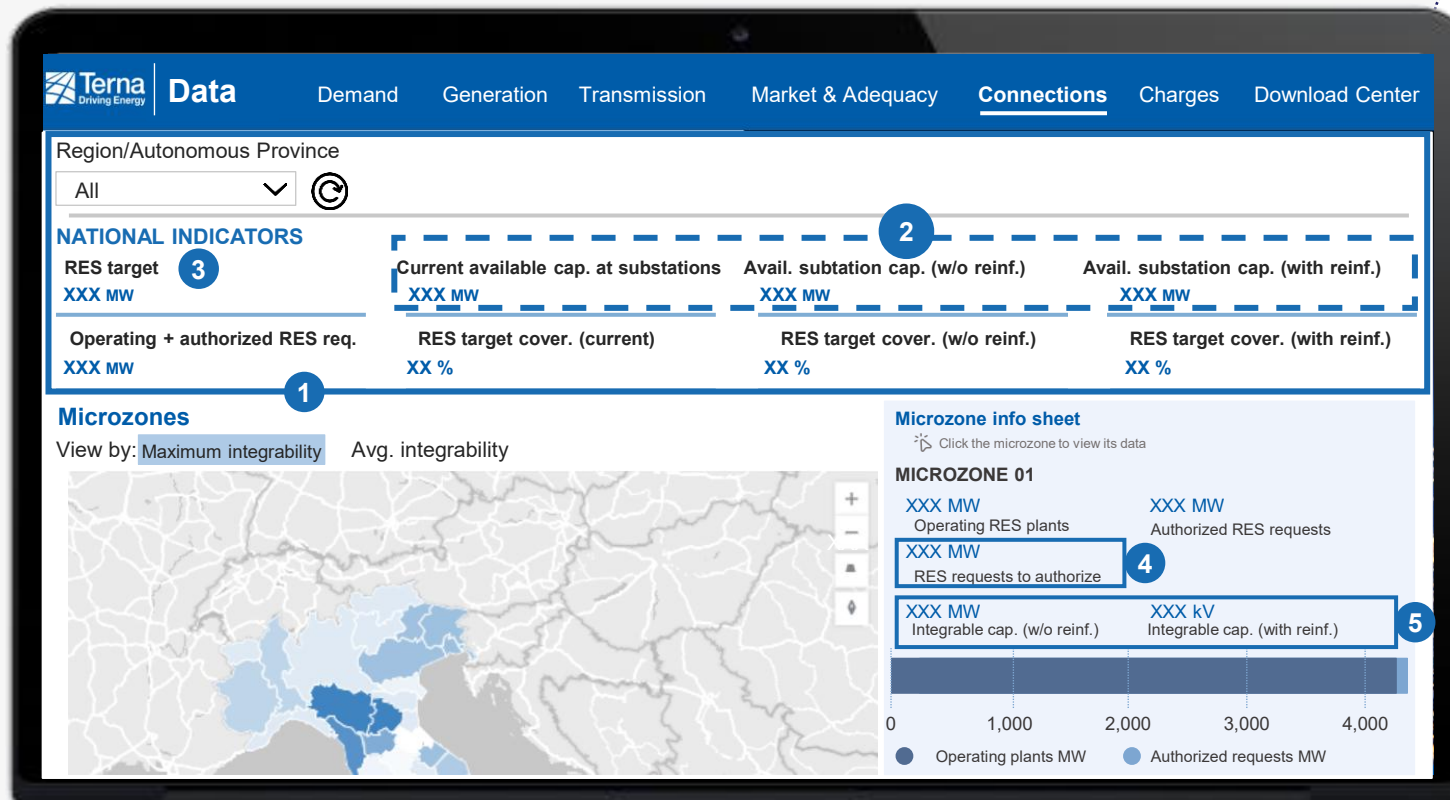 Terna
Driving Energy
Data
Demand Generation Transmission Market & Adequacy Connections Charges Download Center
Region/Autonomous Province
All
NATIONAL INDICATORS
2
RES target
3
Current available cap. at substations
Avail. subtation cap. (w/o reinf.)
Avail. substation cap. (with reinf.)
XXX MW
XXX MW
XXX MW
XXX MW
Operating + authorized RES req.
RES target cover. (current)
RES target cover. (w/o reinf.)
RES target cover. (with reinf.)
XXX MW
XX %
XX %
XX %
1
Microzones
View by: Maximum integrability Avg. integrability
+
−
Microzone info sheet
Click the microzone to view its data
MICROZONE 01
XXX MW
Operating RES plants
XXX MW
Authorized RES requests
XXX MW
RES requests to authorize
4
XXX MW
Integrable cap. (w/o reinf.)
XXX kV
Integrable cap. (with reinf.)
5
0 1,000 2,000 3,000 4,000
Operating plants MW Authorized requests MW